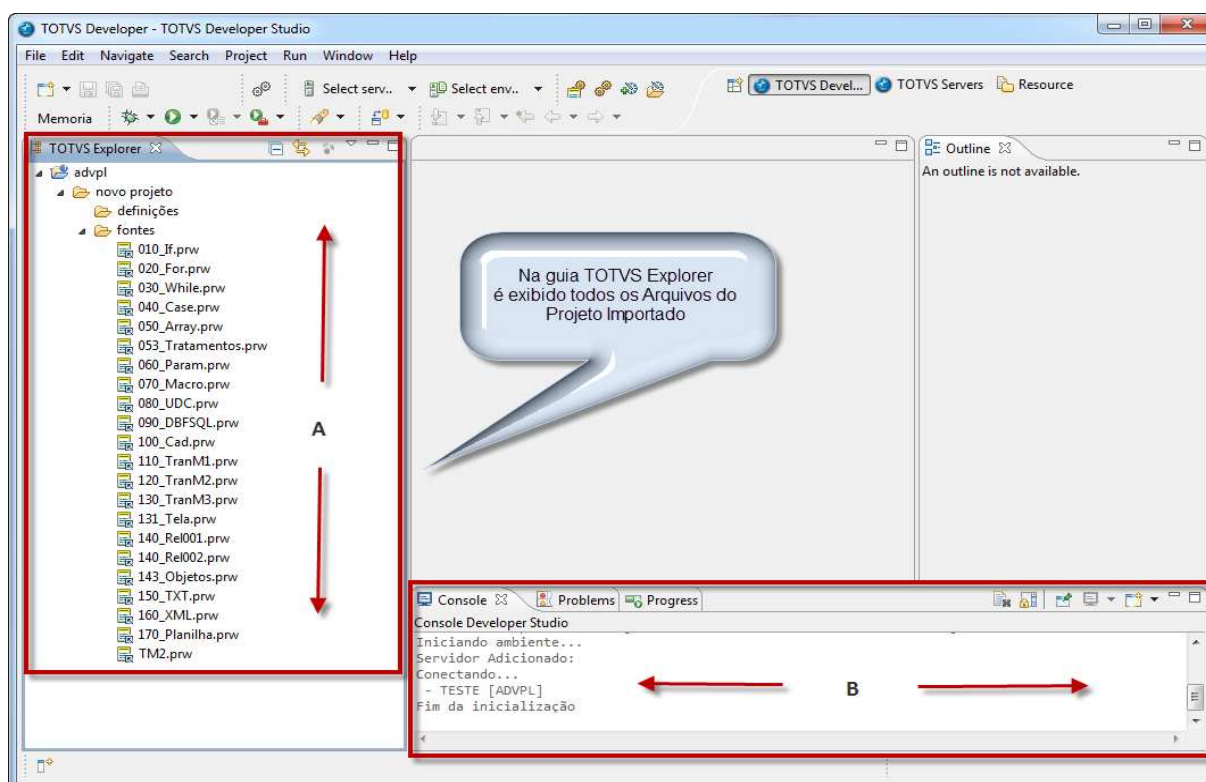 TOTVS Developer - TOTVS Developer Studio
File Edit Navigate Search Project Run Window Help
Select serv.. Select env.. TOTVS Devel... TOTVS Servers Resource
Memoria
TOTVS Explorer
advpl
novo projeto
definições
fontes
010_If.prw
020_For.prw
030_While.prw
040_Case.prw
050_Array.prw
053_Tratamentos.prw
060_Param.prw
070_Macro.prw
080_UDC.prw
090_DBFSQL.prw
100_Cad.prw
110_TranM1.prw
120_TranM2.prw
130_TranM3.prw
131_Tela.prw
140_Rel001.prw
140_Rel002.prw
143_Objetos.prw
150_TXT.prw
160_XML.prw
170_Planilha.prw
TM2.prw
A
Na guia TOTVS Explorer
é exibido todos os Arquivos do
Projeto Importado
Outline
An outline is not available.
Console Problems Progress
Console Developer Studio
Iniciando ambiente...
Servidor Adicionado:
Conectando...
- TESTE [ADVPL]
Fim da inicialização
B